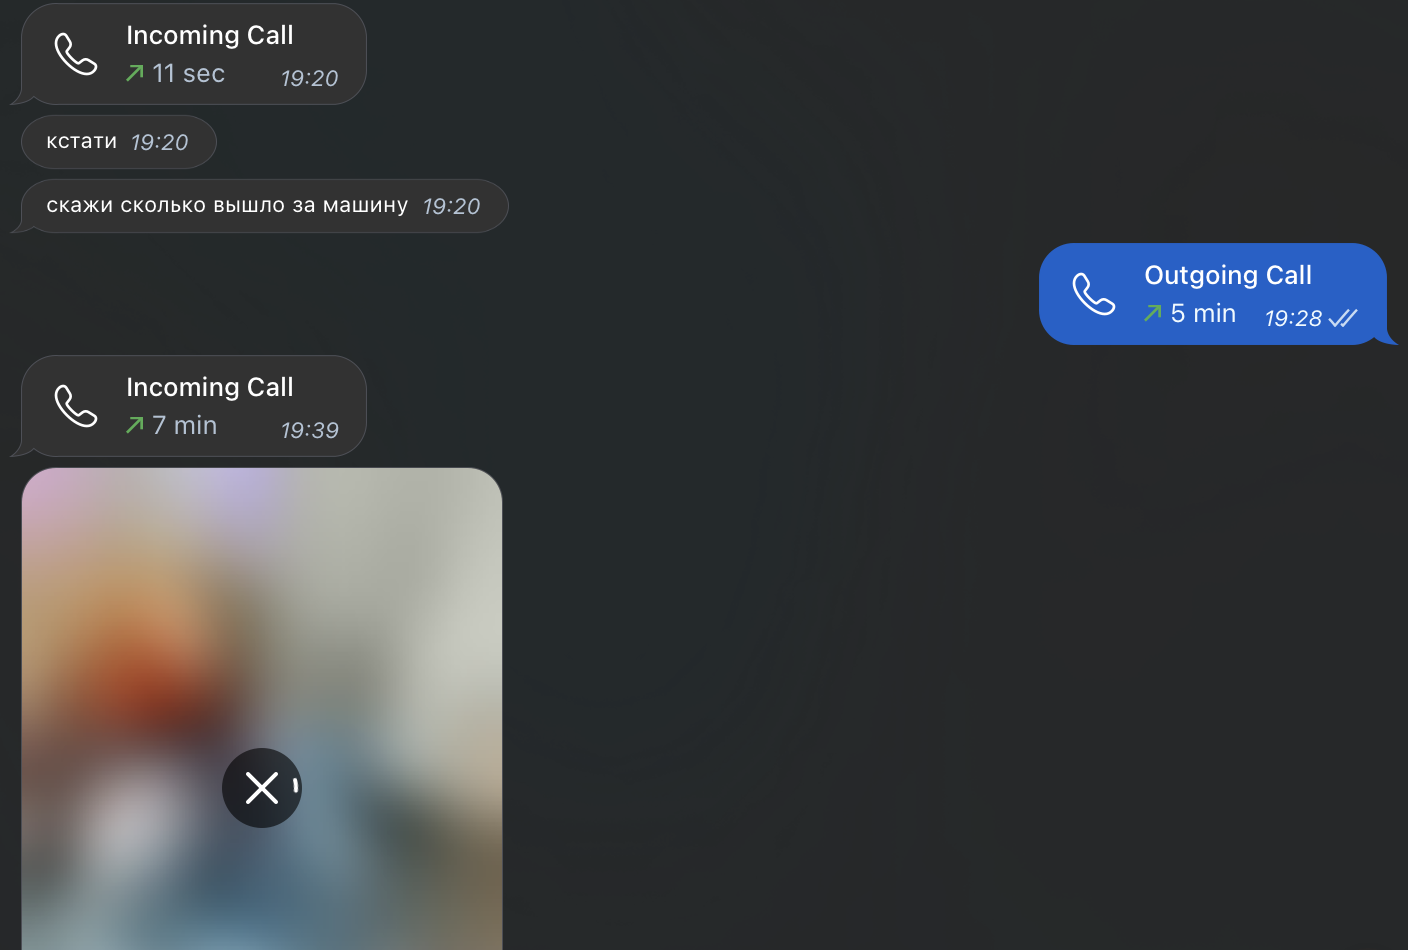 Incoming Call
11 sec 19:20
кстати 19:20
скажи сколько вышло за машину 19:20
Outgoing Call
5 min 19:28
Incoming Call
7 min 19:39